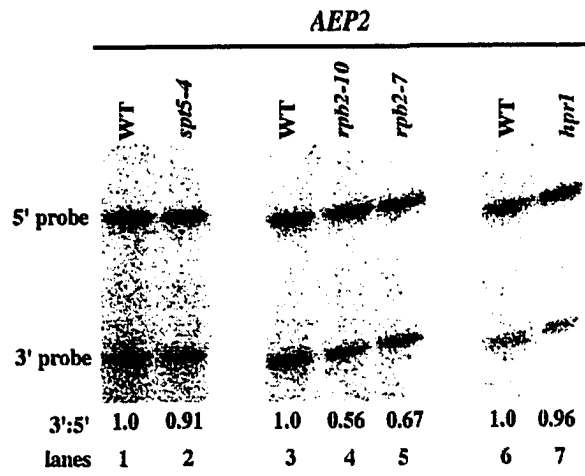 AEP2
WT spt5-4 WT rpb2-10 rpb2-7 WT hpr1
5' probe
3' probe
3':5' 1.0 0.91 1.0 0.56 0.67 1.0 0.96
lanes 1 2 3 4 5 6 7